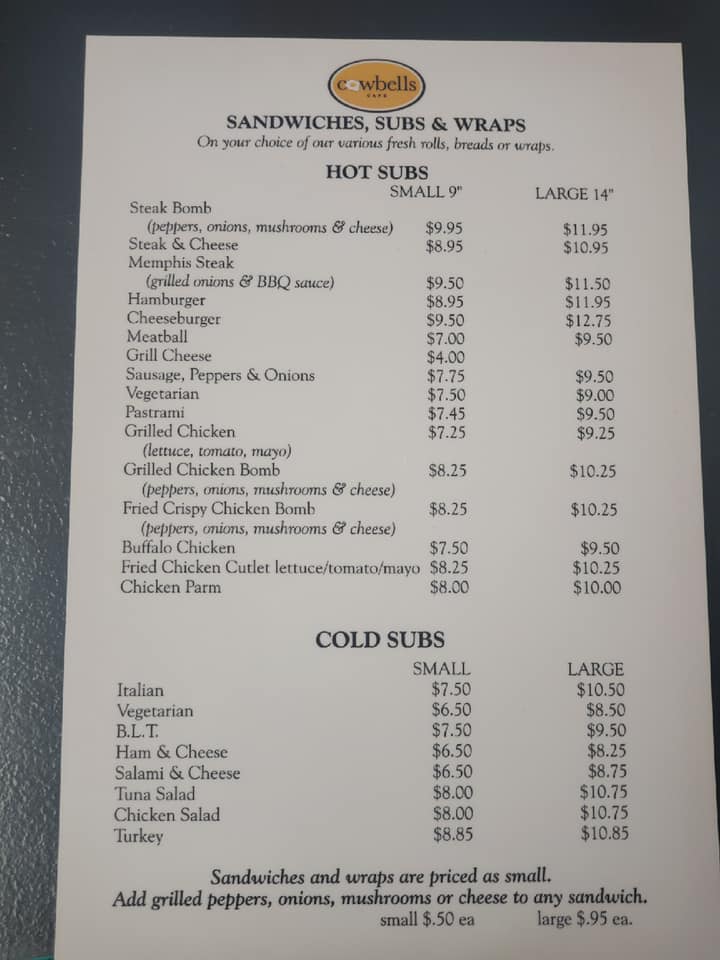 cowbells
CAFE
SANDWICHES, SUBS & WRAPS
On your choice of our various fresh rolls, breads or wraps.
HOT SUBS
SMALL 9" LARGE 14"
Steak Bomb
(peppers, onions, mushrooms & cheese) $9.95 $11.95
Steak & Cheese $8.95 $10.95
Memphis Steak
(grilled onions & BBQ sauce) $9.50 $11.50
Hamburger $8.95 $11.95
Cheeseburger $9.50 $12.75
Meatball $7.00 $9.50
Grill Cheese $4.00
Sausage, Peppers & Onions $7.75 $9.50
Vegetarian $7.50 $9.00
Pastrami $7.45 $9.50
Grilled Chicken $7.25 $9.25
(lettuce, tomato, mayo)
Grilled Chicken Bomb $8.25 $10.25
(peppers, onions, mushrooms & cheese)
Fried Crispy Chicken Bomb $8.25 $10.25
(peppers, onions, mushrooms & cheese)
Buffalo Chicken $7.50 $9.50
Fried Chicken Cutlet lettuce/tomato/mayo $8.25 $10.25
Chicken Parm $8.00 $10.00
COLD SUBS
SMALL LARGE
Italian $7.50 $10.50
Vegetarian $6.50 $8.50
B.L.T. $7.50 $9.50
Ham & Cheese $6.50 $8.25
Salami & Cheese $6.50 $8.75
Tuna Salad $8.00 $10.75
Chicken Salad $8.00 $10.75
Turkey $8.85 $10.85
Sandwiches and wraps are priced as small.
Add grilled peppers, onions, mushrooms or cheese to any sandwich.
small $.50 ea large $.95 ea.